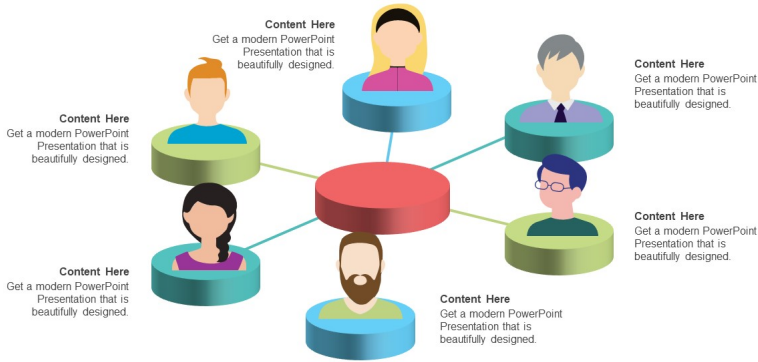 Content Here
Get a modern PowerPoint
Presentation that is
beautifully designed.
Content Here
Get a modern PowerPoint
Presentation that is
beautifully designed.
Content Here
Get a modern PowerPoint
Presentation that is
beautifully designed.
Content Here
Get a modern PowerPoint
Presentation that is
beautifully designed.
Content Here
Get a modern PowerPoint
Presentation that is
beautifully designed.
Content Here
Get a modern PowerPoint
Presentation that is
beautifully designed.